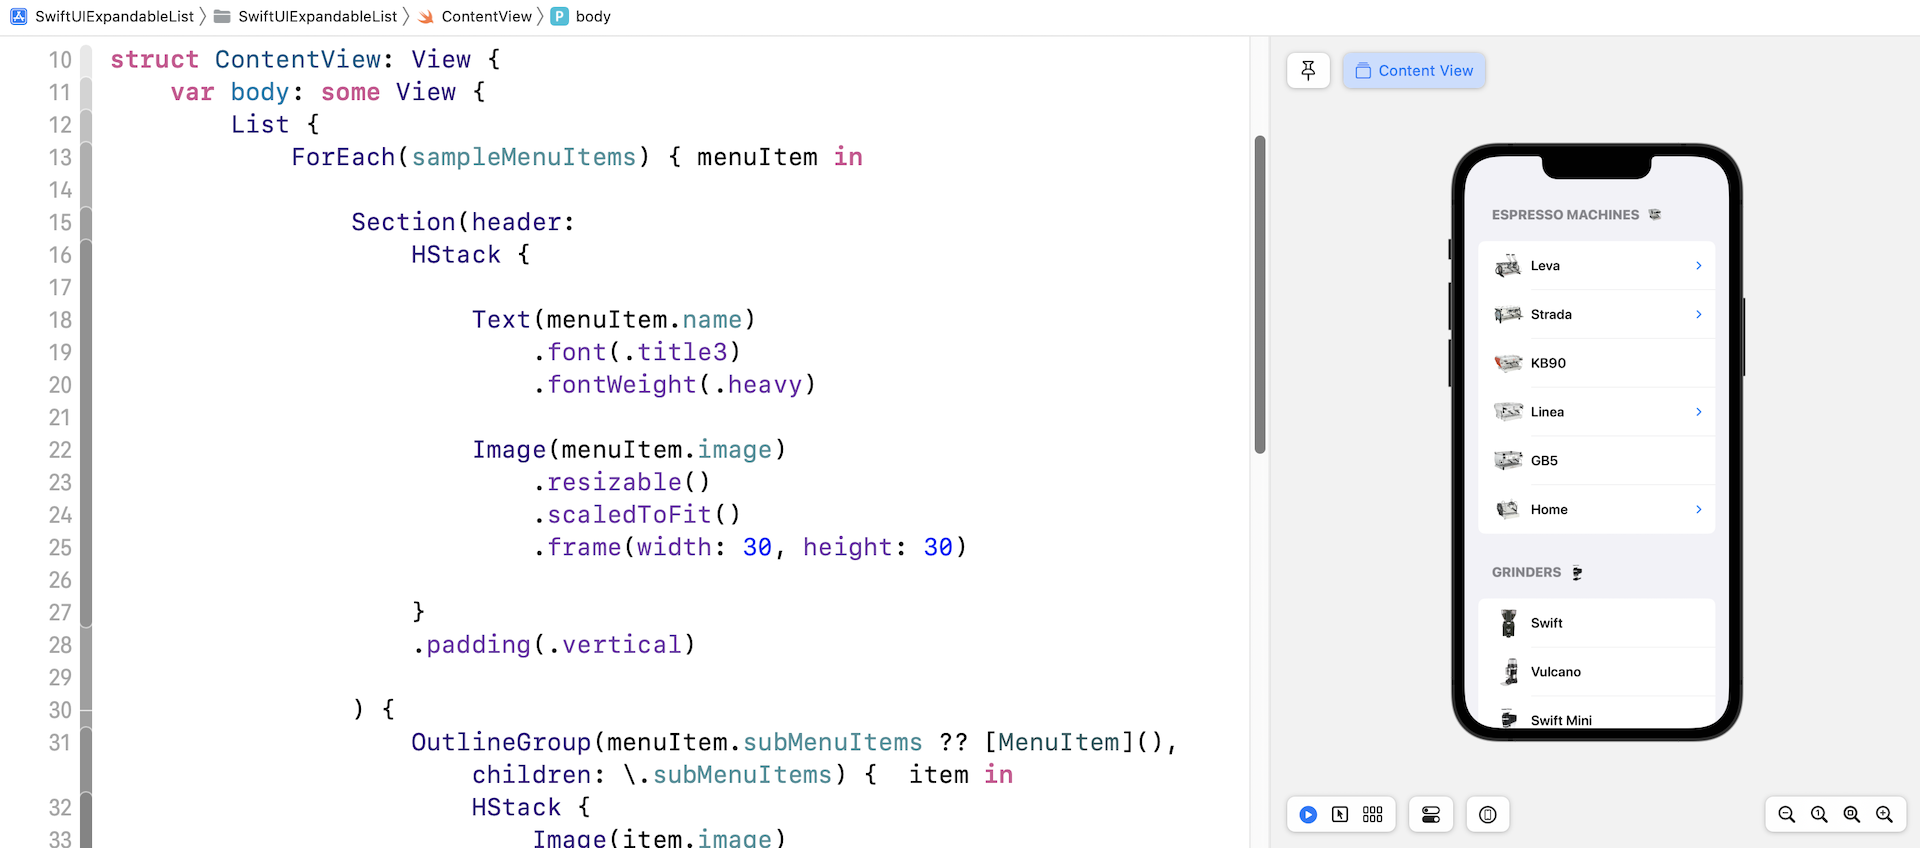 SwiftUIExpandableList SwiftUIExpandableList ContentView P body
10 struct ContentView: View {
11 var body: some View {
12 List {
13 ForEach(sampleMenuItems) { menuItem in
14
15 Section(header:
16 HStack {
17
18 Text(menuItem.name)
19 .font(.title3)
20 .fontWeight(.heavy)
21
22 Image(menuItem.image)
23 .resizable()
24 .scaledToFit()
25 .frame(width: 30, height: 30)
26
27 }
28 .padding(.vertical)
29
30 ) {
31 OutlineGroup(menuItem.subMenuItems ?? [MenuItem](),
children: \.subMenuItems) {  item in
32 HStack {
33 Image(item.image)
Content View
ESPRESSO MACHINES
Leva
Strada
KB90
Linea
GB5
Home
GRINDERS
Swift
Vulcano
Swift Mini